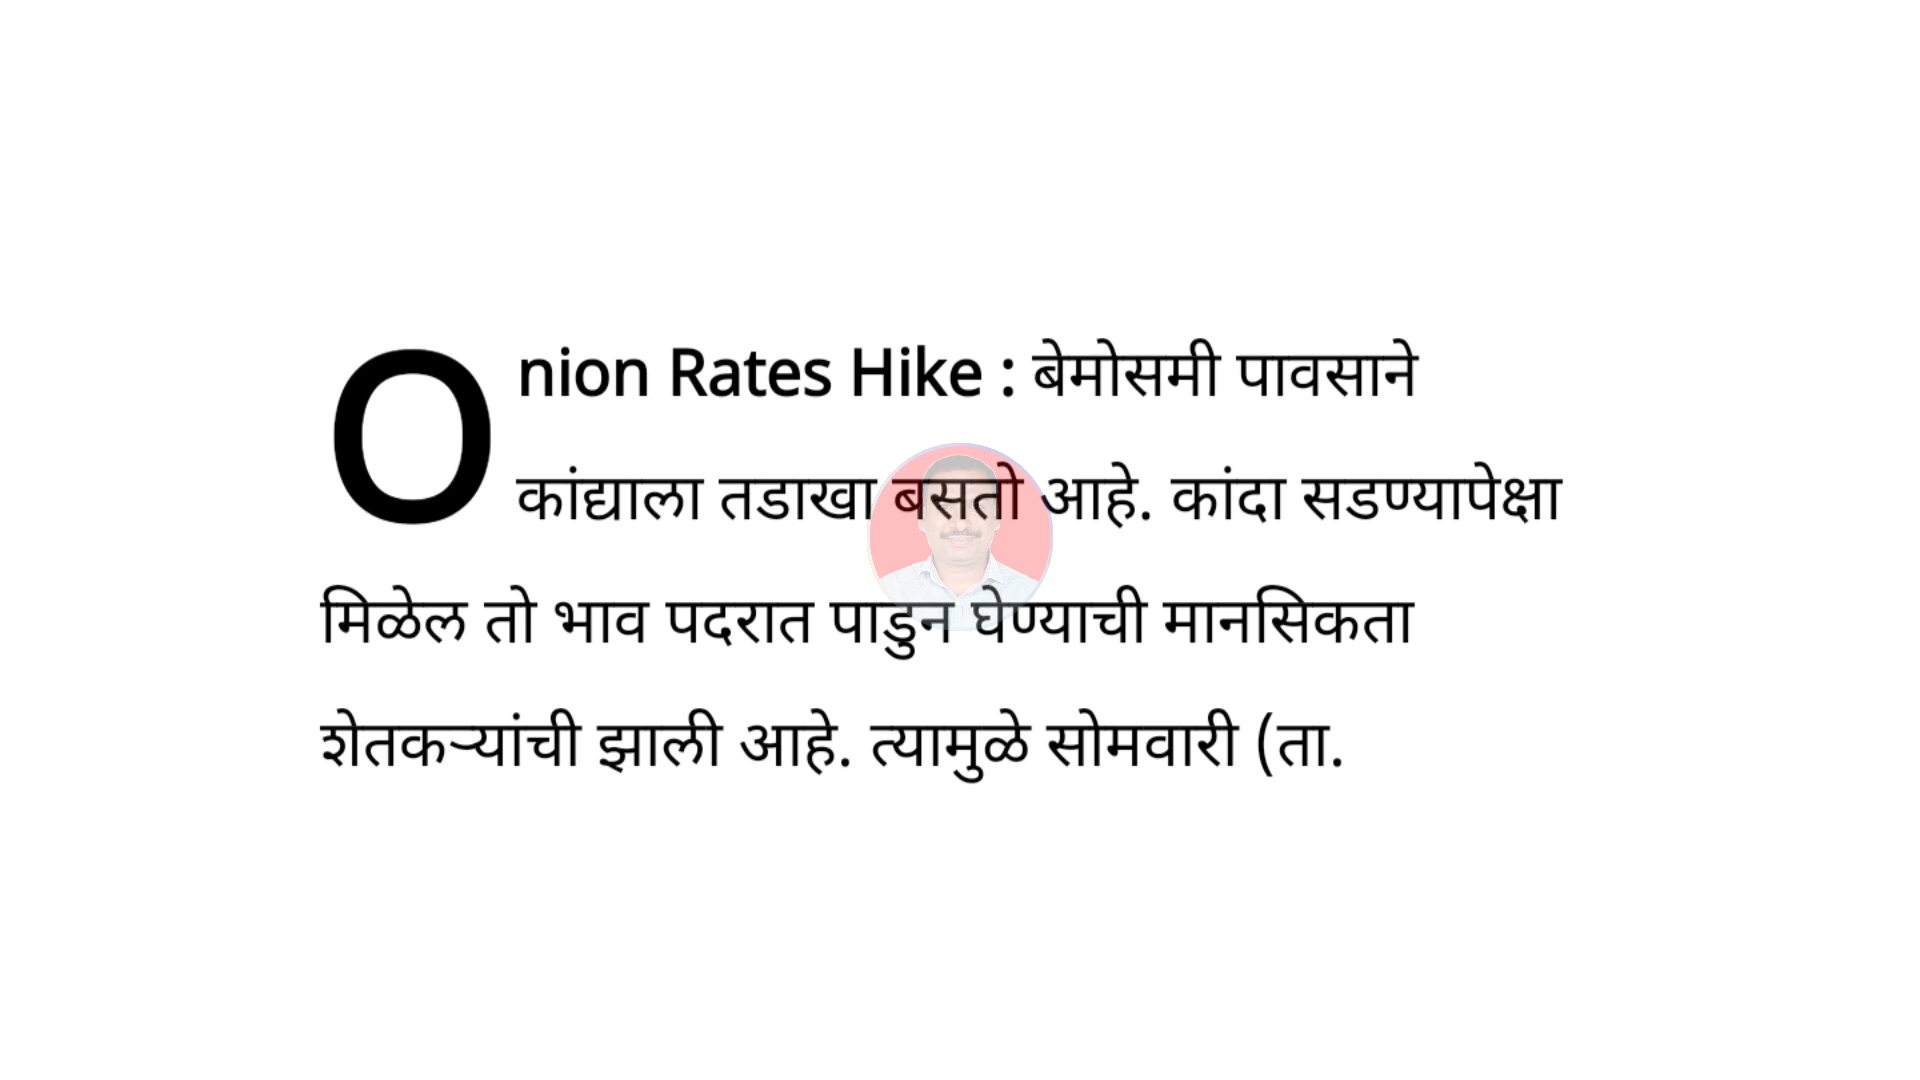 Onion Rates Hike : बेमोसमी पावसाने
कांद्याला तडाखा बसतो आहे. कांदा सडण्यापेक्षा
मिळेल तो भाव पदरात पाडुन घेण्याची मानसिकता
शेतकऱ्यांची झाली आहे. त्यामुळे सोमवारी (ता.